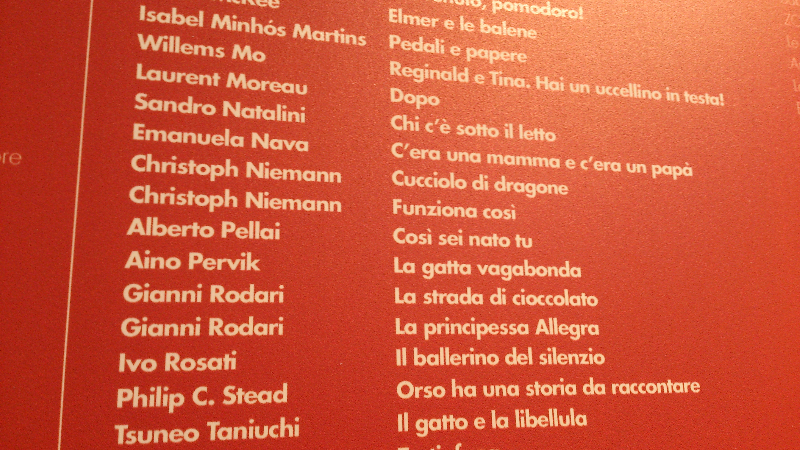 pomodoro!
Elmer e le balene
Isabel Minhós Martins Pedali e papere
Willems Mo Reginald e Tina. Hai un uccellino in testa!
Laurent Moreau Dopo
Sandro Natalini Chi c'è sotto il letto
Emanuela Nava C'era una mamma e c'era un papà
Christoph Niemann Cucciolo di dragone
Christoph Niemann Funziona così
Alberto Pellai Così sei nato tu
Aino Pervik La gatta vagabonda
Gianni Rodari La strada di cioccolato
Gianni Rodari La principessa Allegra
Ivo Rosati Il ballerino del silenzio
Philip C. Stead Orso ha una storia da raccontare
Tsuneo Taniuchi Il gatto e la libellula